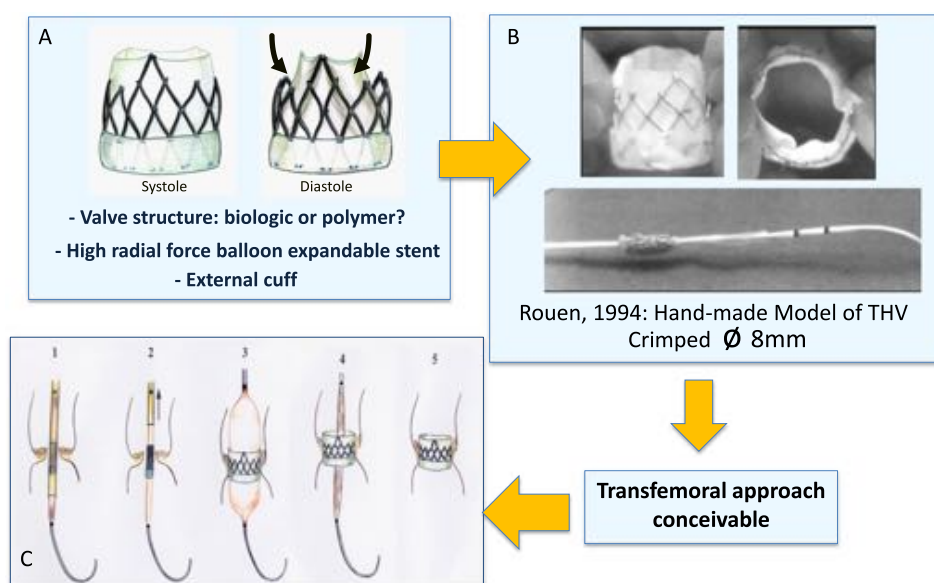 A
Systole
Diastole
- Valve structure: biologic or polymer?
- High radial force balloon expandable stent
- External cuff
B
Rouen, 1994: Hand-made Model of THV
Crimped Ø 8mm
Transfemoral approach
conceivable
1 2 3 4 5
C